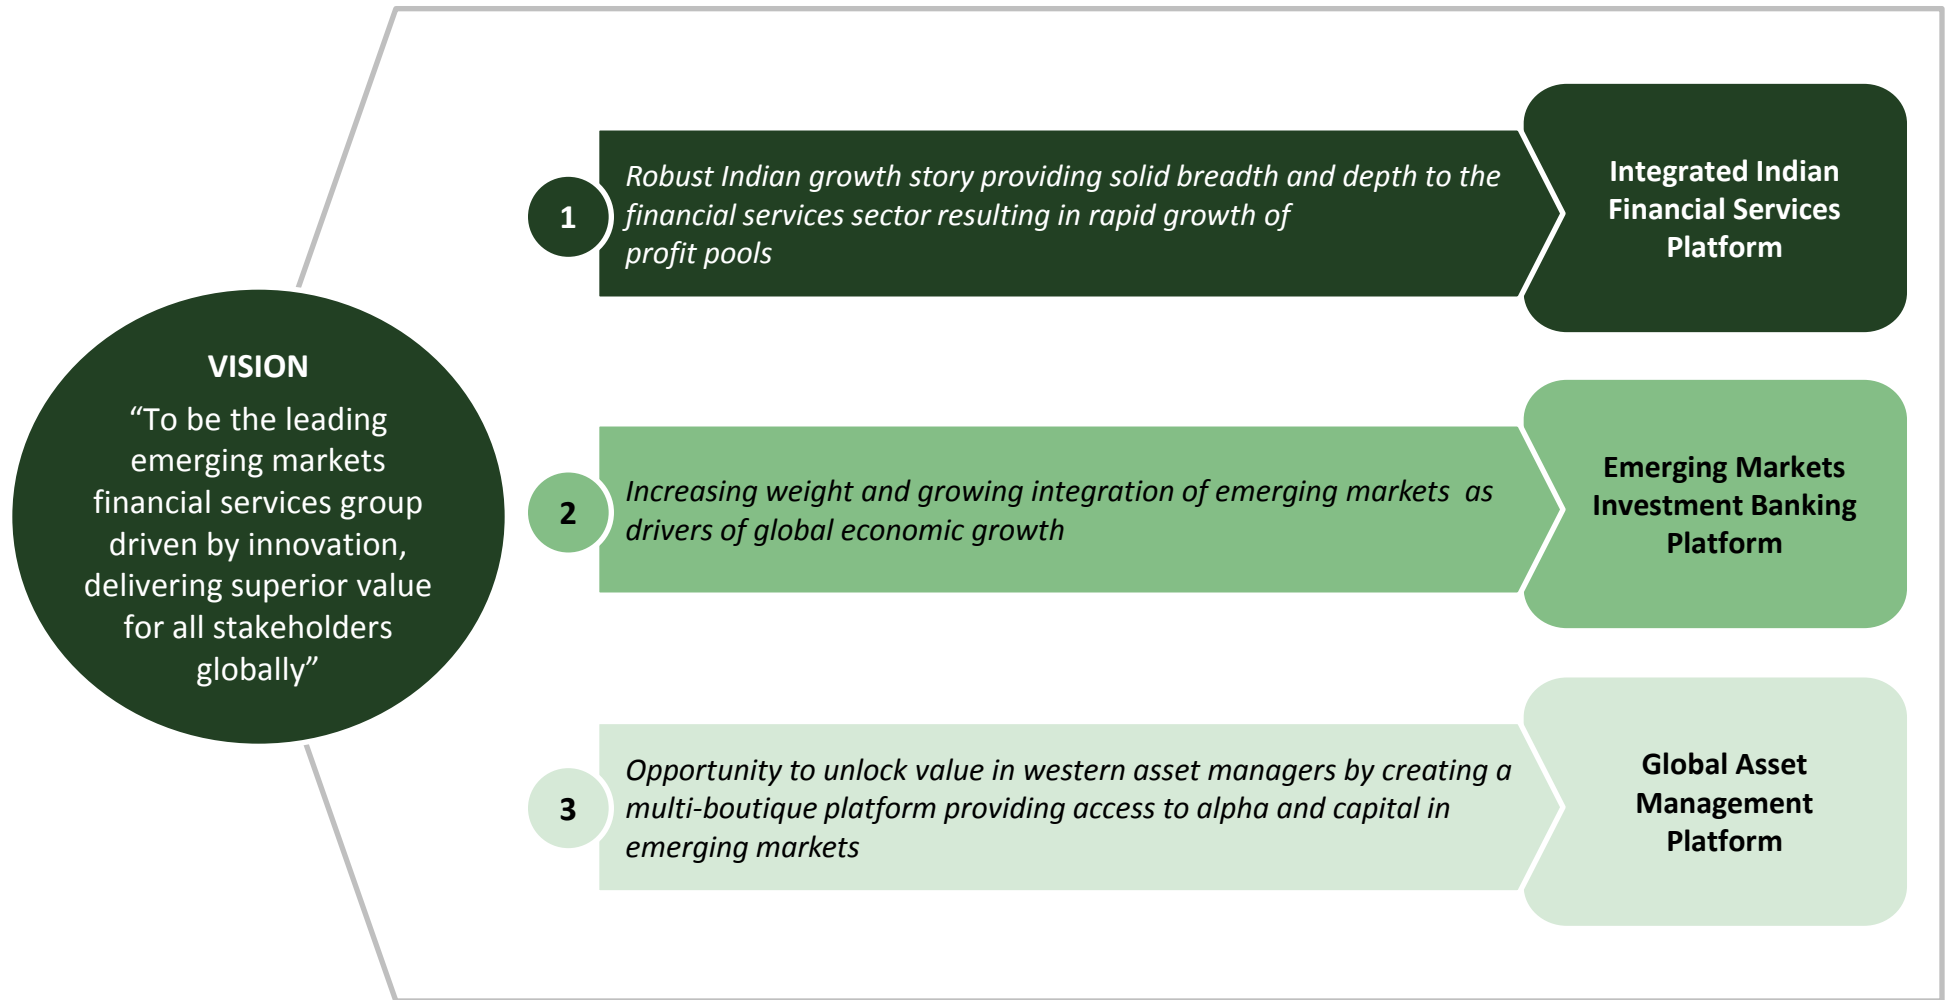 VISION
“To be the leading
emerging markets
financial services group
driven by innovation,
delivering superior value
for all stakeholders
globally”
1
Robust Indian growth story providing solid breadth and depth to the
financial services sector resulting in rapid growth of
profit pools
Integrated Indian
Financial Services
Platform
2
Increasing weight and growing integration of emerging markets  as
drivers of global economic growth
Emerging Markets
Investment Banking
Platform
3
Opportunity to unlock value in western asset managers by creating a
multi-boutique platform providing access to alpha and capital in
emerging markets
Global Asset
Management
Platform